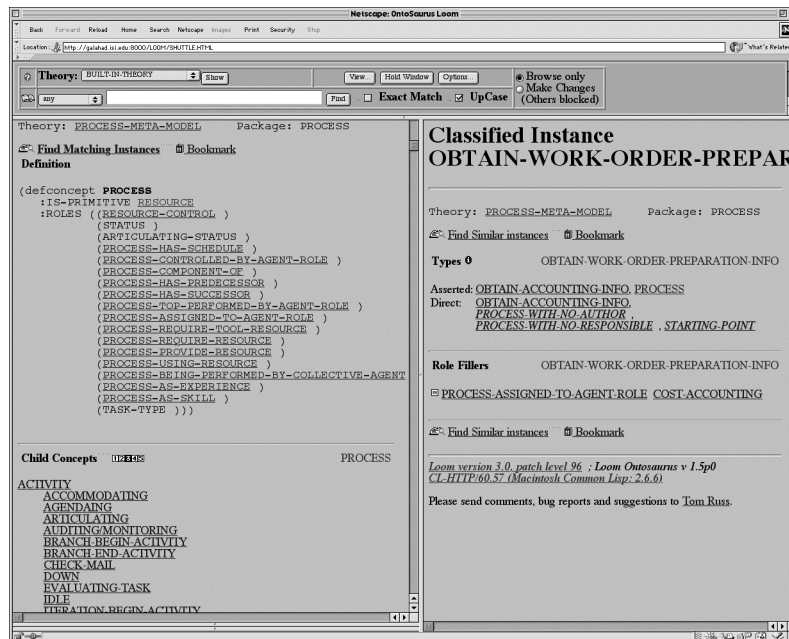 Netscape: OntoSaurus Loom
Back Forward Reload Home Search Netscape Images Print Security Stop
Location: http://galahad.isi.edu:8000/LOOM/SHUTTLE.HTML What's Related
Theory: BUILT-IN-THEORY Show View... Hold Window Options... Browse only
Make Changes
any Find Exact Match UpCase (Others blocked)
Theory: PROCESS-META-MODEL Package: PROCESS
Find Matching Instances Bookmark
Definition
(defconcept PROCESS
:IS-PRIMITIVE RESOURCE
:ROLES ((RESOURCE-CONTROL )
(STATUS )
(ARTICULATING-STATUS )
(PROCESS-HAS-SCHEDULE )
(PROCESS-CONTROLLED-BY-AGENT-ROLE )
(PROCESS-COMPONENT-OF )
(PROCESS-HAS-PREDECESSOR )
(PROCESS-HAS-SUCCESSOR )
(PROCESS-TOP-PERFORMED-BY-AGENT-ROLE )
(PROCESS-ASSIGNED-TO-AGENT-ROLE )
(PROCESS-REQUIRE-TOOL-RESOURCE )
(PROCESS-REQUIRE-RESOURCE )
(PROCESS-PROVIDE-RESOURCE )
(PROCESS-USING-RESOURCE )
(PROCESS-BEING-PERFORMED-BY-COLLECTIVE-AGENT
(PROCESS-AS-EXPERIENCE )
(PROCESS-AS-SKILL )
(TASK-TYPE )))
Child Concepts 1 2 3 4 5 PROCESS
ACTIVITY
ACCOMMODATING
AGENDAING
ARTICULATING
AUDITING/MONITORING
BRANCH-BEGIN-ACTIVITY
BRANCH-END-ACTIVITY
CHECK-MAIL
DOWN
EVALUATING-TASK
IDLE
ITERATION-BEGIN-ACTIVITY
Classified Instance
OBTAIN-WORK-ORDER-PREPAR
Theory: PROCESS-META-MODEL Package: PROCESS
Find Similar instances Bookmark
Types OBTAIN-WORK-ORDER-PREPARATION-INFO
Asserted: OBTAIN-ACCOUNTING-INFO, PROCESS
Direct: OBTAIN-ACCOUNTING-INFO,
PROCESS-WITH-NO-AUTHOR ,
PROCESS-WITH-NO-RESPONSIBLE , STARTING-POINT
Role Fillers OBTAIN-WORK-ORDER-PREPARATION-INFO
PROCESS-ASSIGNED-TO-AGENT-ROLE COST-ACCOUNTING
Find Similar instances Bookmark
Loom version 3.0, patch level 96 ; Loom Ontosaurus v 1.5p0
CL-HTTP/60.57 (Macintosh Common Lisp: 2.6.6)
Please send comments, bug reports and suggestions to Tom Russ.